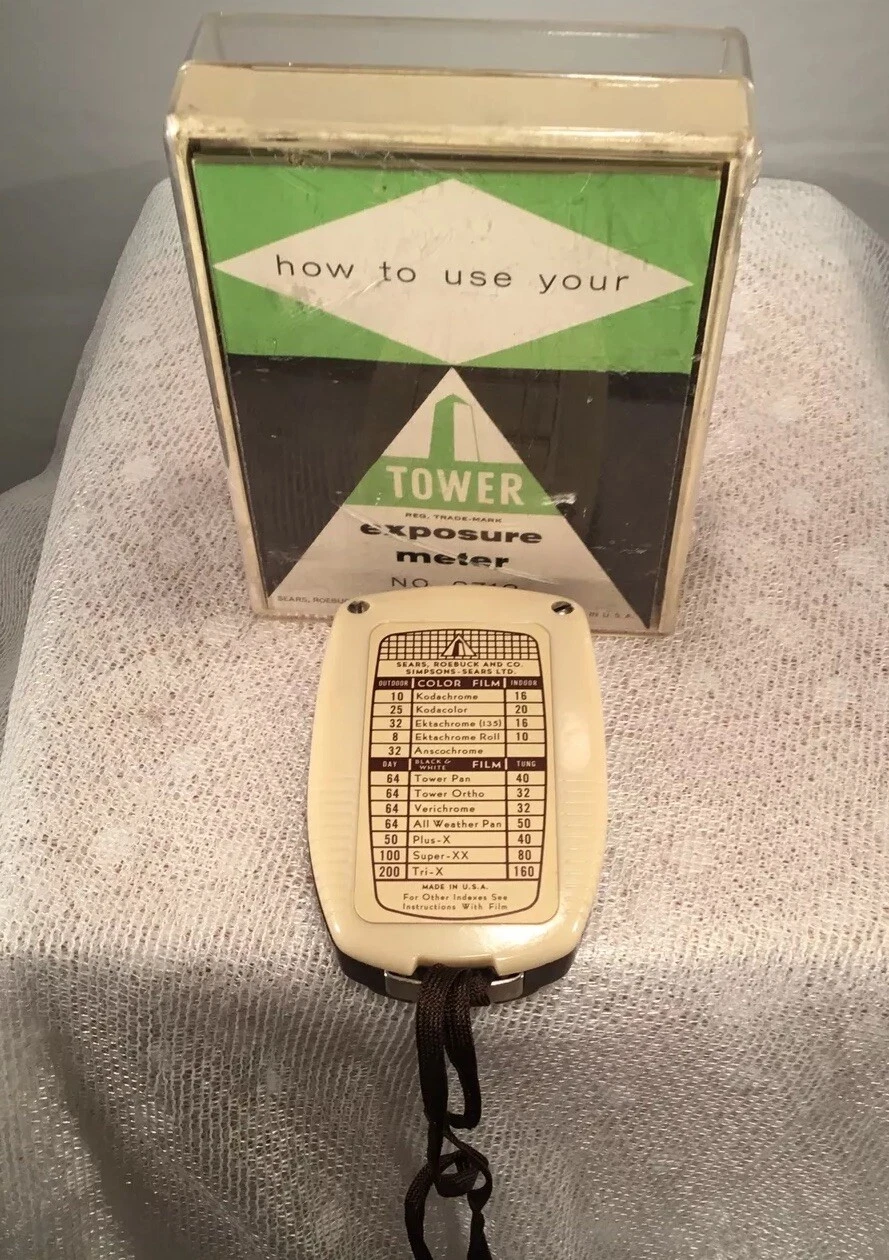 how to use your
TOWER
REG. TRADE-MARK
exposure
meter
NO.
SEARS, ROEBUC
IN U.S.A.
SEARS, ROEBUCK AND CO.
SIMPSONS-SEARS LTD.
OUTDOOR COLOR FILM INDOOR
10 Kodachrome 16
25 Kodacolor 20
32 Ektachrome (135) 16
8 Ektachrome Roll 10
32 Anscochrome
DAY BLACK & WHITE FILM TUNG
64 Tower Pan 40
64 Tower Ortho 32
64 Verichrome 32
64 All Weather Pan 50
50 Plus-X 40
100 Super-XX 80
200 Tri-X 160
MADE IN U.S.A.
For Other Indexes See
Instructions With Film